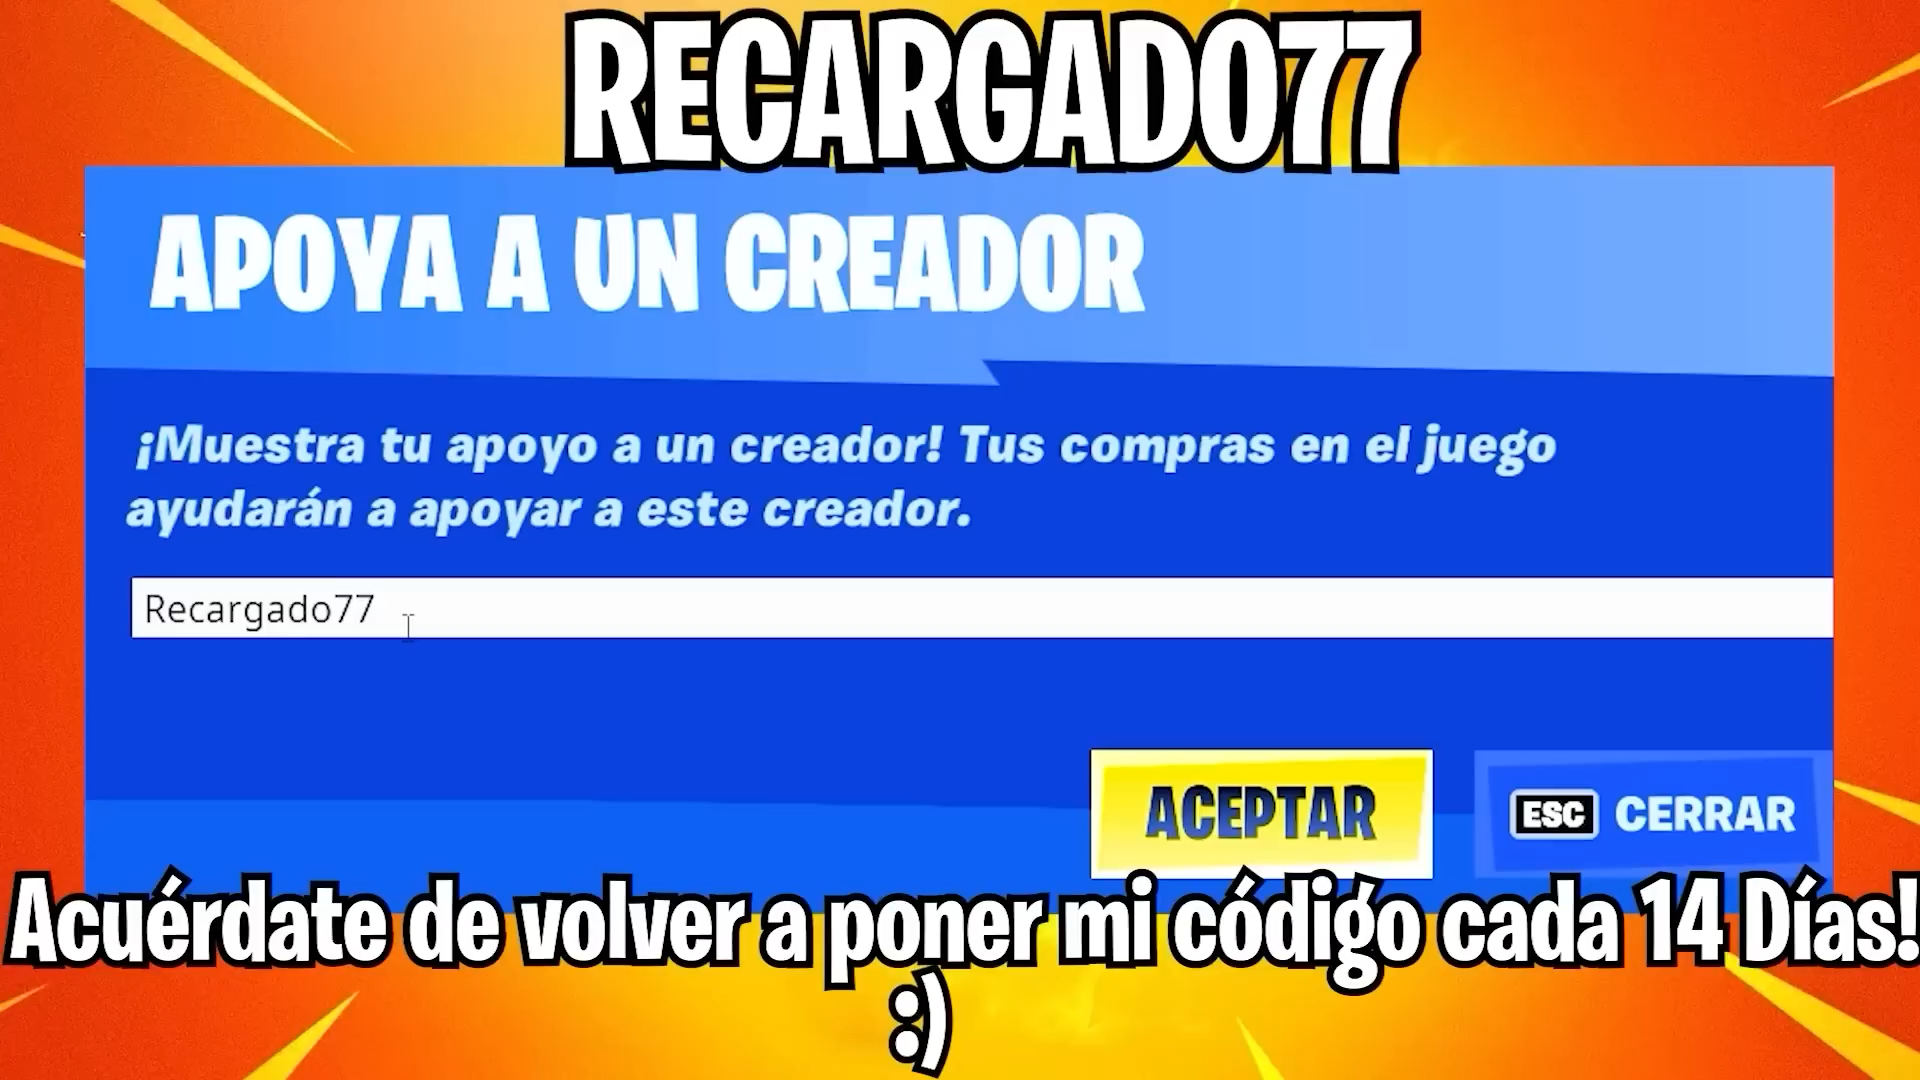 RECARGADO77
APOYA A UN CREADOR
¡Muestra tu apoyo a un creador! Tus compras en el juego
ayudarán a apoyar a este creador.
Recargado77
ACEPTAR
ESC CERRAR
Acuérdate de volver a poner mi código cada 14 Días!
:)